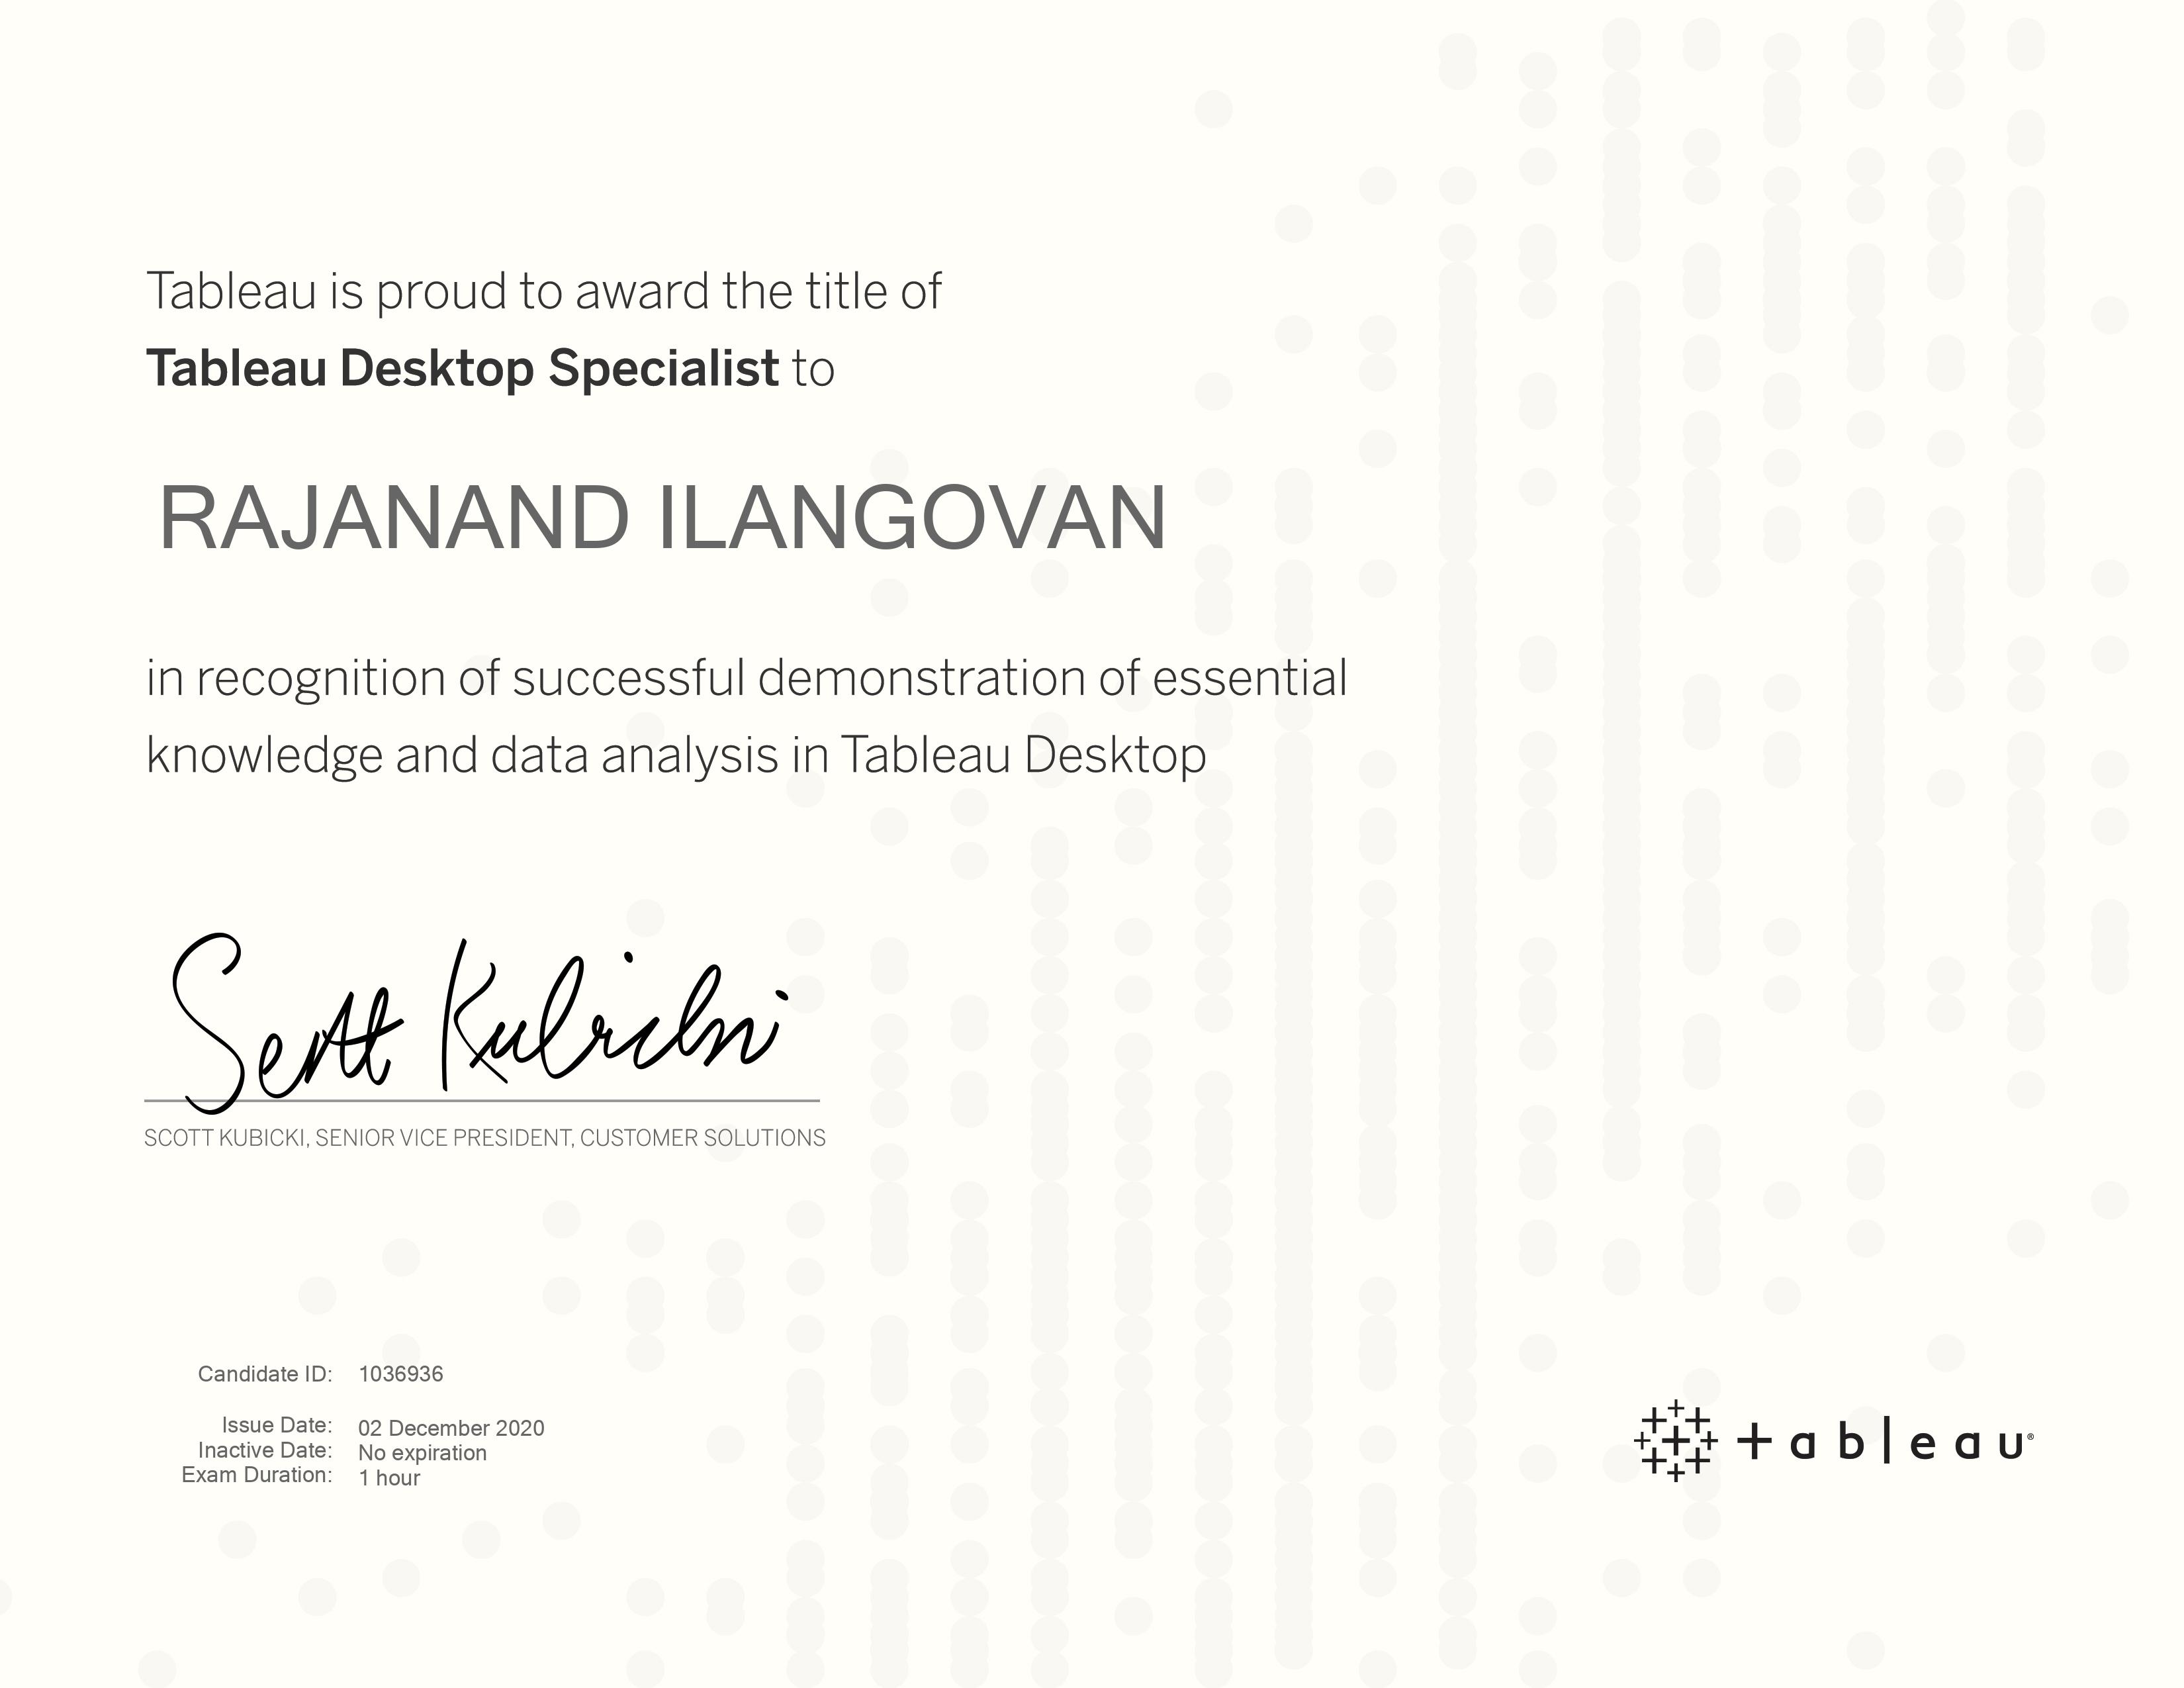 Tableau is proud to award the title of
Tableau Desktop Specialist to
RAJANAND ILANGOVAN
in recognition of successful demonstration of essential
knowledge and data analysis in Tableau Desktop
Scott Kubicki
SCOTT KUBICKI, SENIOR VICE PRESIDENT, CUSTOMER SOLUTIONS
Candidate ID: 1036936
Issue Date: 02 December 2020
Inactive Date: No expiration
Exam Duration: 1 hour
+ableau®